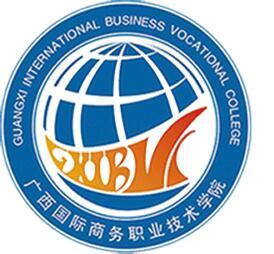 GUANGXI INTERNATIONAL BUSINESS VOCATIONAL COLLEGE
GXIBVC
广西国际商务职业技术学院